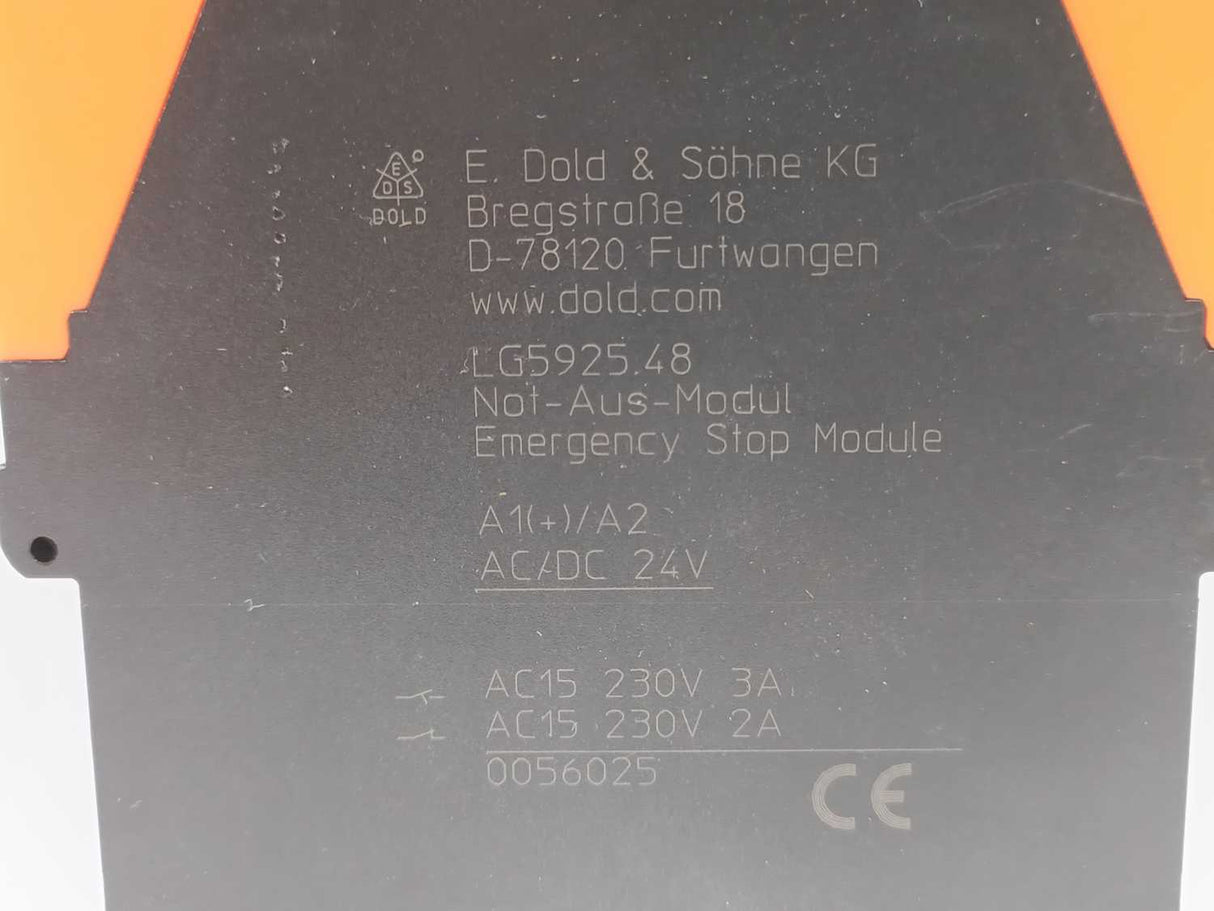 E
D S
DOLD
E. Dold & Söhne KG
Bregstraße 18
D-78120 Furtwangen
www.dold.com
LG5925.48
Not-Aus-Modul
Emergency Stop Module
A1(+)/A2
AC/DC 24V
AC15 230V 3A
AC15 230V 2A
0056025
CE